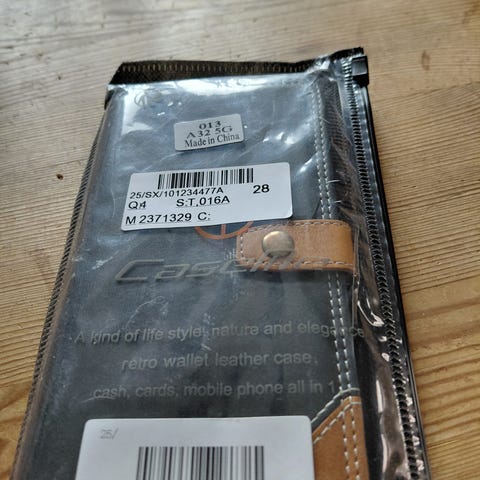 013
A32 5G
Made in China
25/SX/101234477A 28
Q4 S:T,016A
M 2371329 C:
A kind of life style, nature and elegance
retro wallet leather case,
cash, cards, mobile phone all in 1
25/